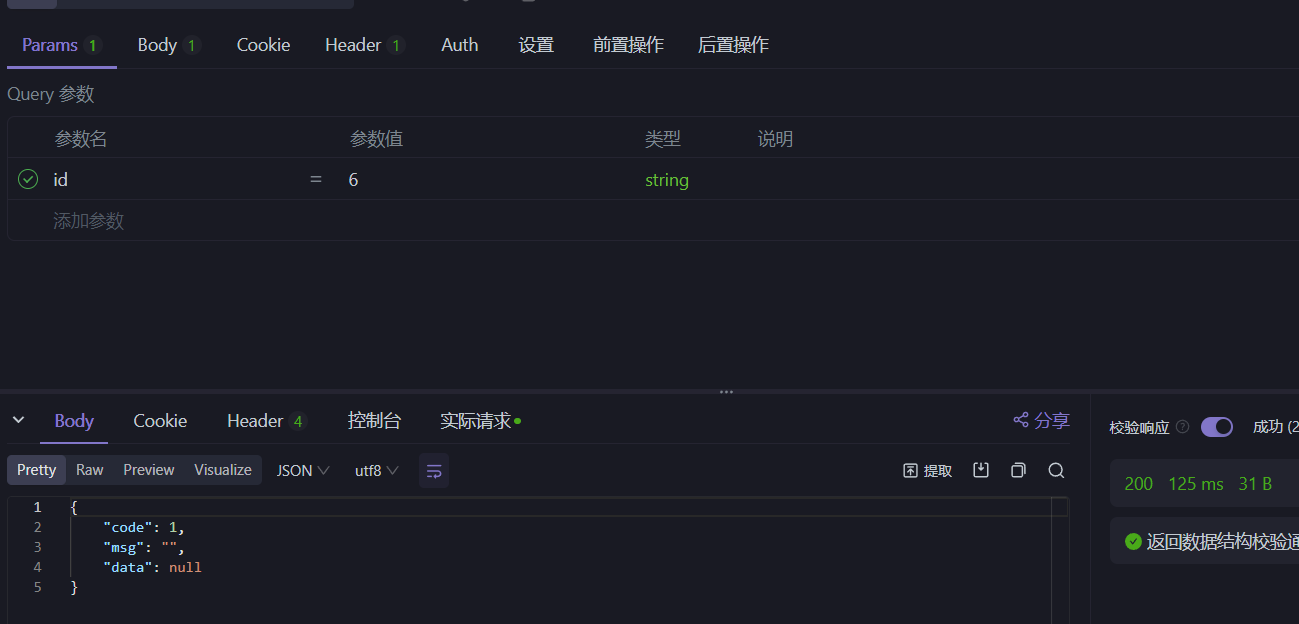 Params 1 Body 1 Cookie Header 1 Auth 设置 前置操作 后置操作
Query 参数
参数名 参数值 类型 说明
id = 6 string
添加参数
Body Cookie Header 4 控制台 实际请求 分享 校验响应 ? 成功 (2
Pretty Raw Preview Visualize JSON utf8 提取
200 125 ms 31 B
1 {
2 "code": 1,
3 "msg": "",
4 "data": null
5 }
返回数据结构校验通